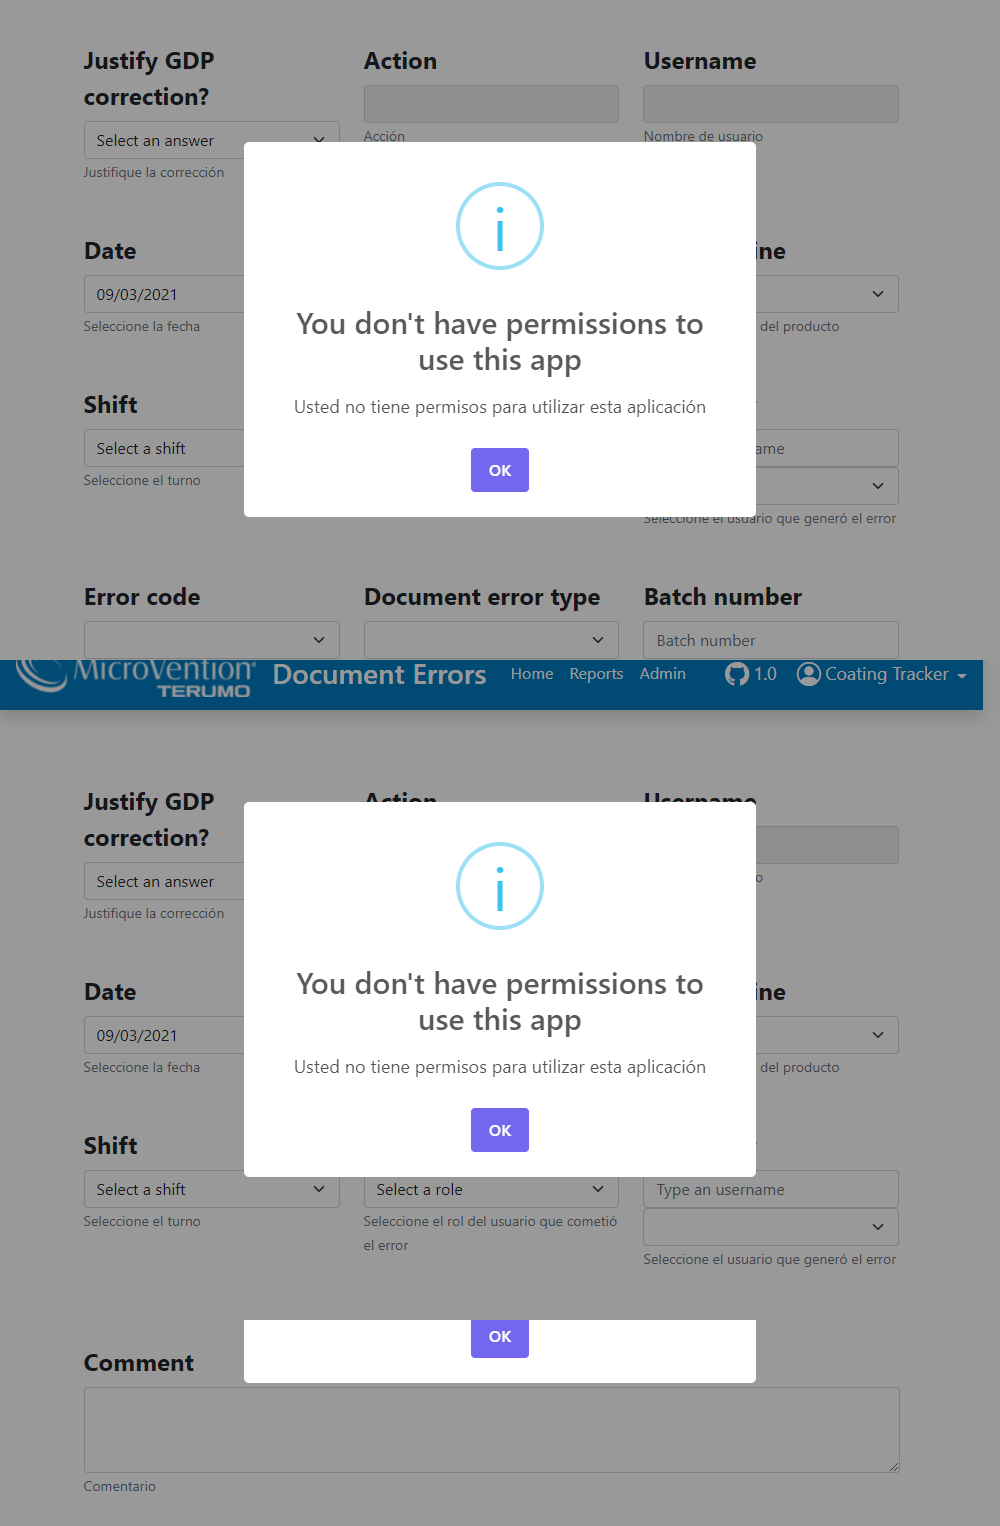 Justify GDP
correction?
Action
Username
Select an answer
Justifique la corrección
Acción
Nombre de usuario
i
You don't have permissions to
use this app
Usted no tiene permisos para utilizar esta aplicación
OK
Date
ine
09/03/2021
Seleccione la fecha
del producto
Shift
Select a shift
ame
Seleccione el turno
Seleccione el usuario que generó el error
Error code
Document error type
Batch number
Batch number
MicroVention
TERUMO
Document Errors
Home
Reports
Admin
1.0
Coating Tracker
Justify GDP
correction?
Action
Username
Select an answer
Justifique la corrección
o
i
You don't have permissions to
use this app
Usted no tiene permisos para utilizar esta aplicación
OK
Date
ine
09/03/2021
Seleccione la fecha
del producto
Shift
Select a shift
Select a role
Type an username
Seleccione el turno
Seleccione el rol del usuario que cometió
el error
Seleccione el usuario que generó el error
OK
Comment
Comentario